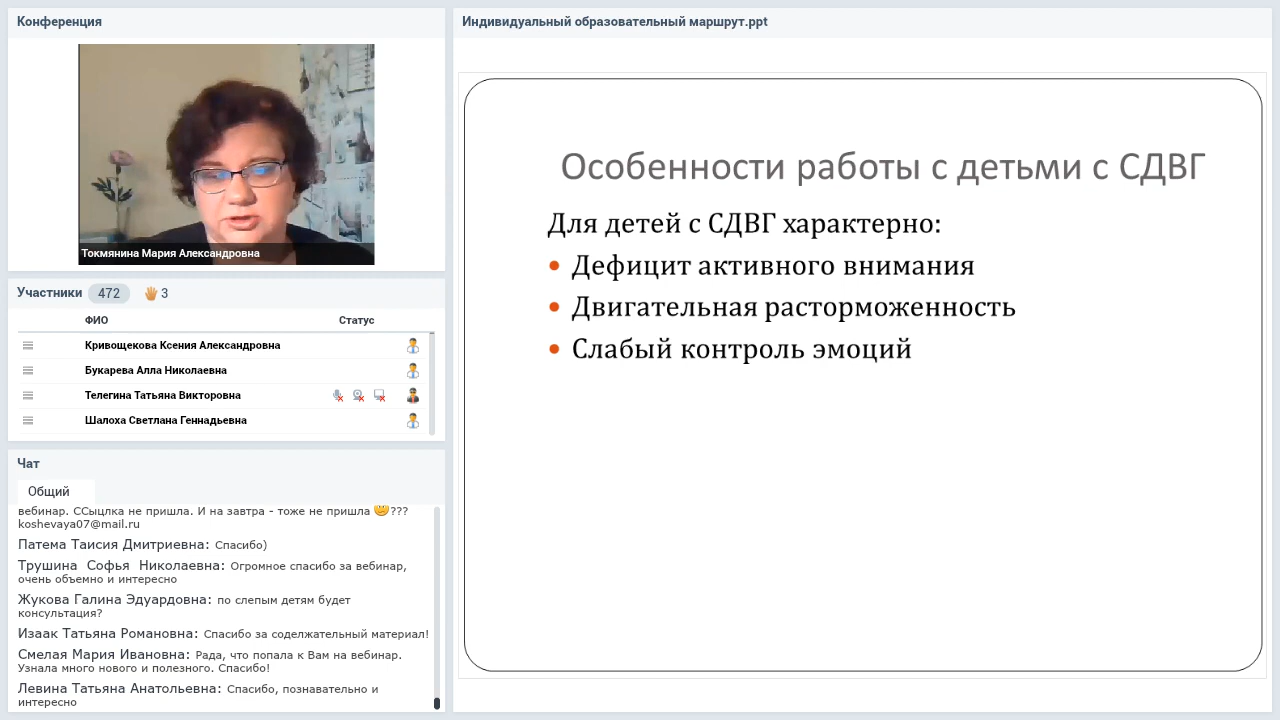 Конференция
Токмянина Мария Александровна
Участники 472 3
ФИО Статус
Кривощекова Ксения Александровна
Букарева Алла Николаевна
Телегина Татьяна Викторовна
Шалоха Светлана Геннадьевна
Чат
Общий
вебинар. ССыцлка не пришла. И на завтра - тоже не пришла ???
koshevaya07@mail.ru
Патема Таисия Дмитриевна: Спасибо)
Трушина Софья Николаевна: Огромное спасибо за вебинар,
очень объемно и интересно
Жукова Галина Эдуардовна: по слепым детям будет
консультация?
Изаак Татьяна Романовна: Спасибо за соделжательный материал!
Смелая Мария Ивановна: Рада, что попала к Вам на вебинар.
Узнала много нового и полезного. Спасибо!
Левина Татьяна Анатольевна: Спасибо, познавательно и
интересно
Индивидуальный образовательный маршрут.ppt
Особенности работы с детьми с СДВГ
Для детей с СДВГ характерно:
• Дефицит активного внимания
• Двигательная расторможенность
• Слабый контроль эмоций